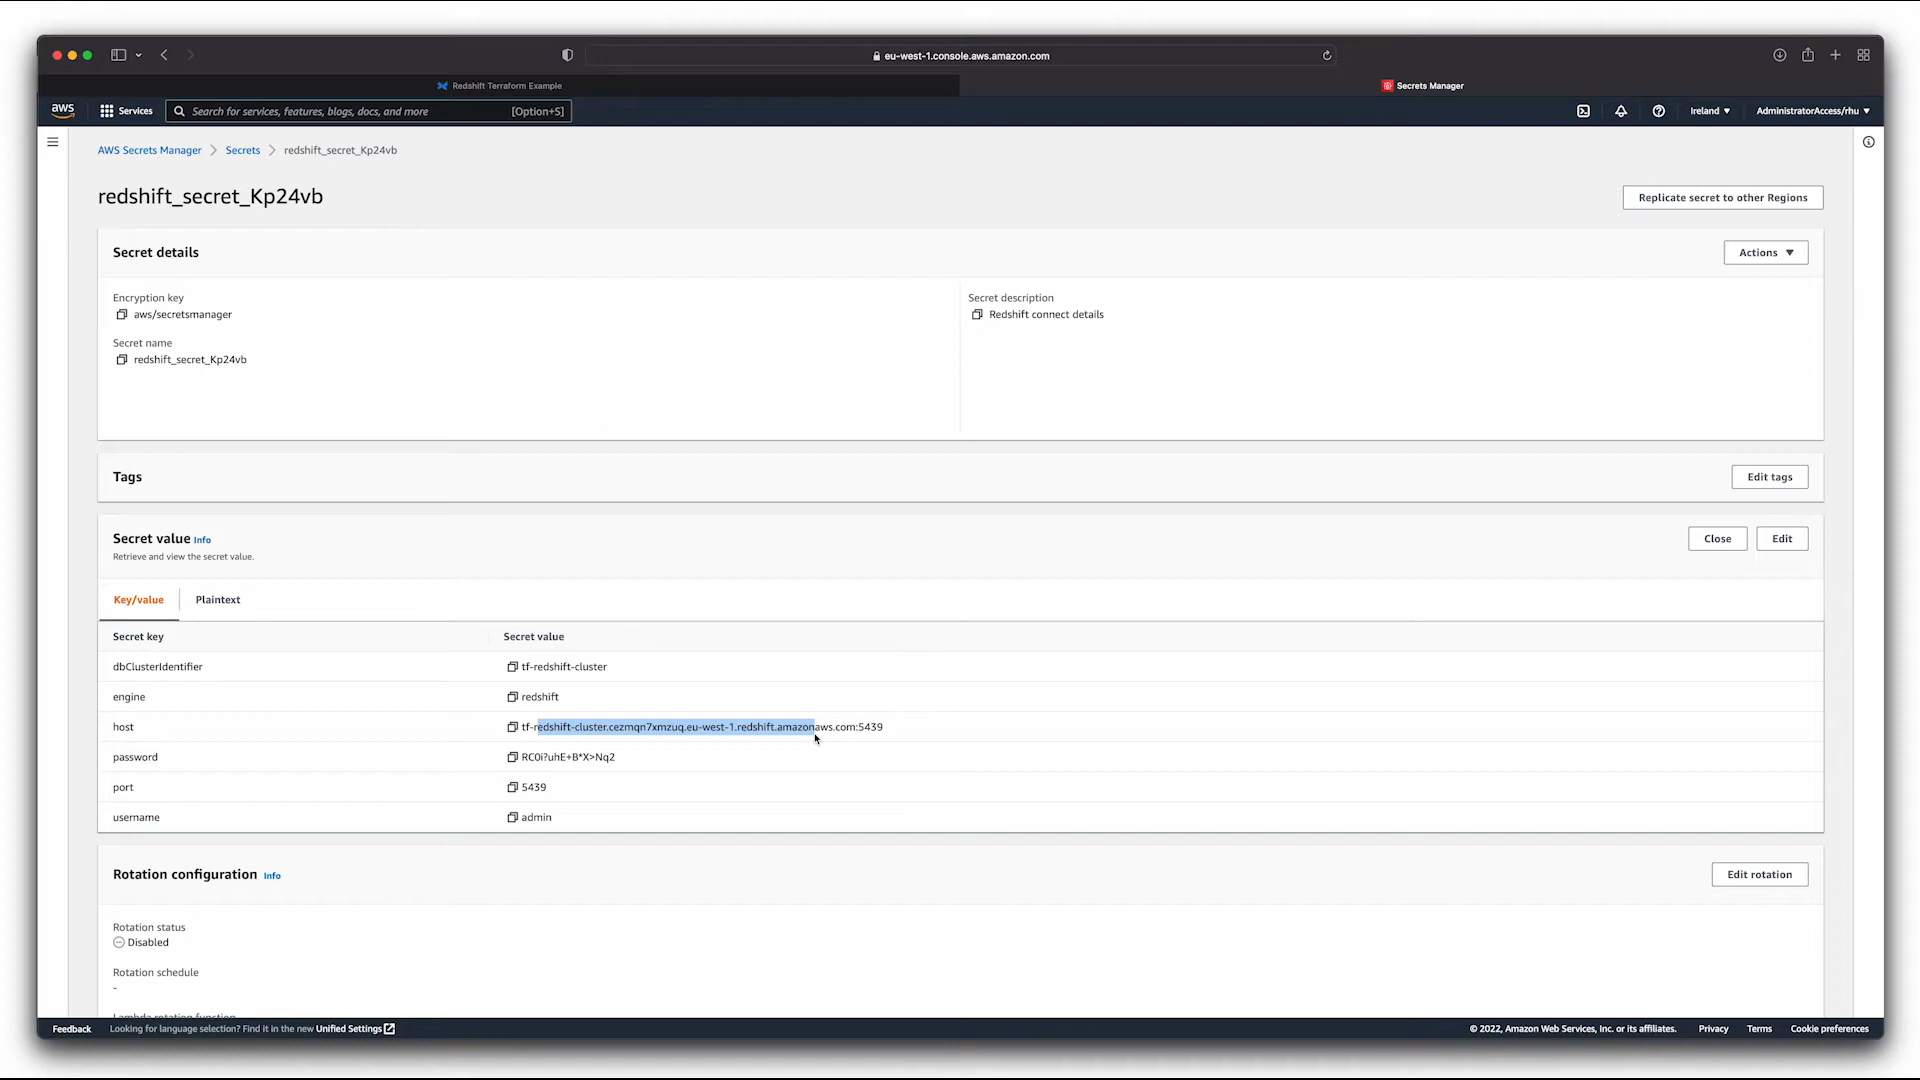 eu-west-1.console.aws.amazon.com
Redshift Terraform Example
Secrets Manager
aws
Services
Search for services, features, blogs, docs, and more
[Option+S]
Ireland ▼
AdministratorAccess/rhu ▼
AWS Secrets Manager > Secrets > redshift_secret_Kp24vb
redshift_secret_Kp24vb
Replicate secret to other Regions
Secret details
Actions ▼
Encryption key
aws/secretsmanager
Secret name
redshift_secret_Kp24vb
Secret description
Redshift connect details
Tags
Edit tags
Secret value Info
Retrieve and view the secret value.
Close
Edit
Key/value
Plaintext
Secret key
Secret value
dbClusterIdentifier
tf-redshift-cluster
engine
redshift
host
tf-redshift-cluster.cezmqn7xmzuq.eu-west-1.redshift.amazonaws.com:5439
password
RC0i?uhE+B*X>Nq2
port
5439
username
admin
Rotation configuration Info
Edit rotation
Rotation status
Disabled
Rotation schedule
-
Lambda rotation function
Feedback
Looking for language selection? Find it in the new Unified Settings
© 2022, Amazon Web Services, Inc. or its affiliates.
Privacy
Terms
Cookie preferences